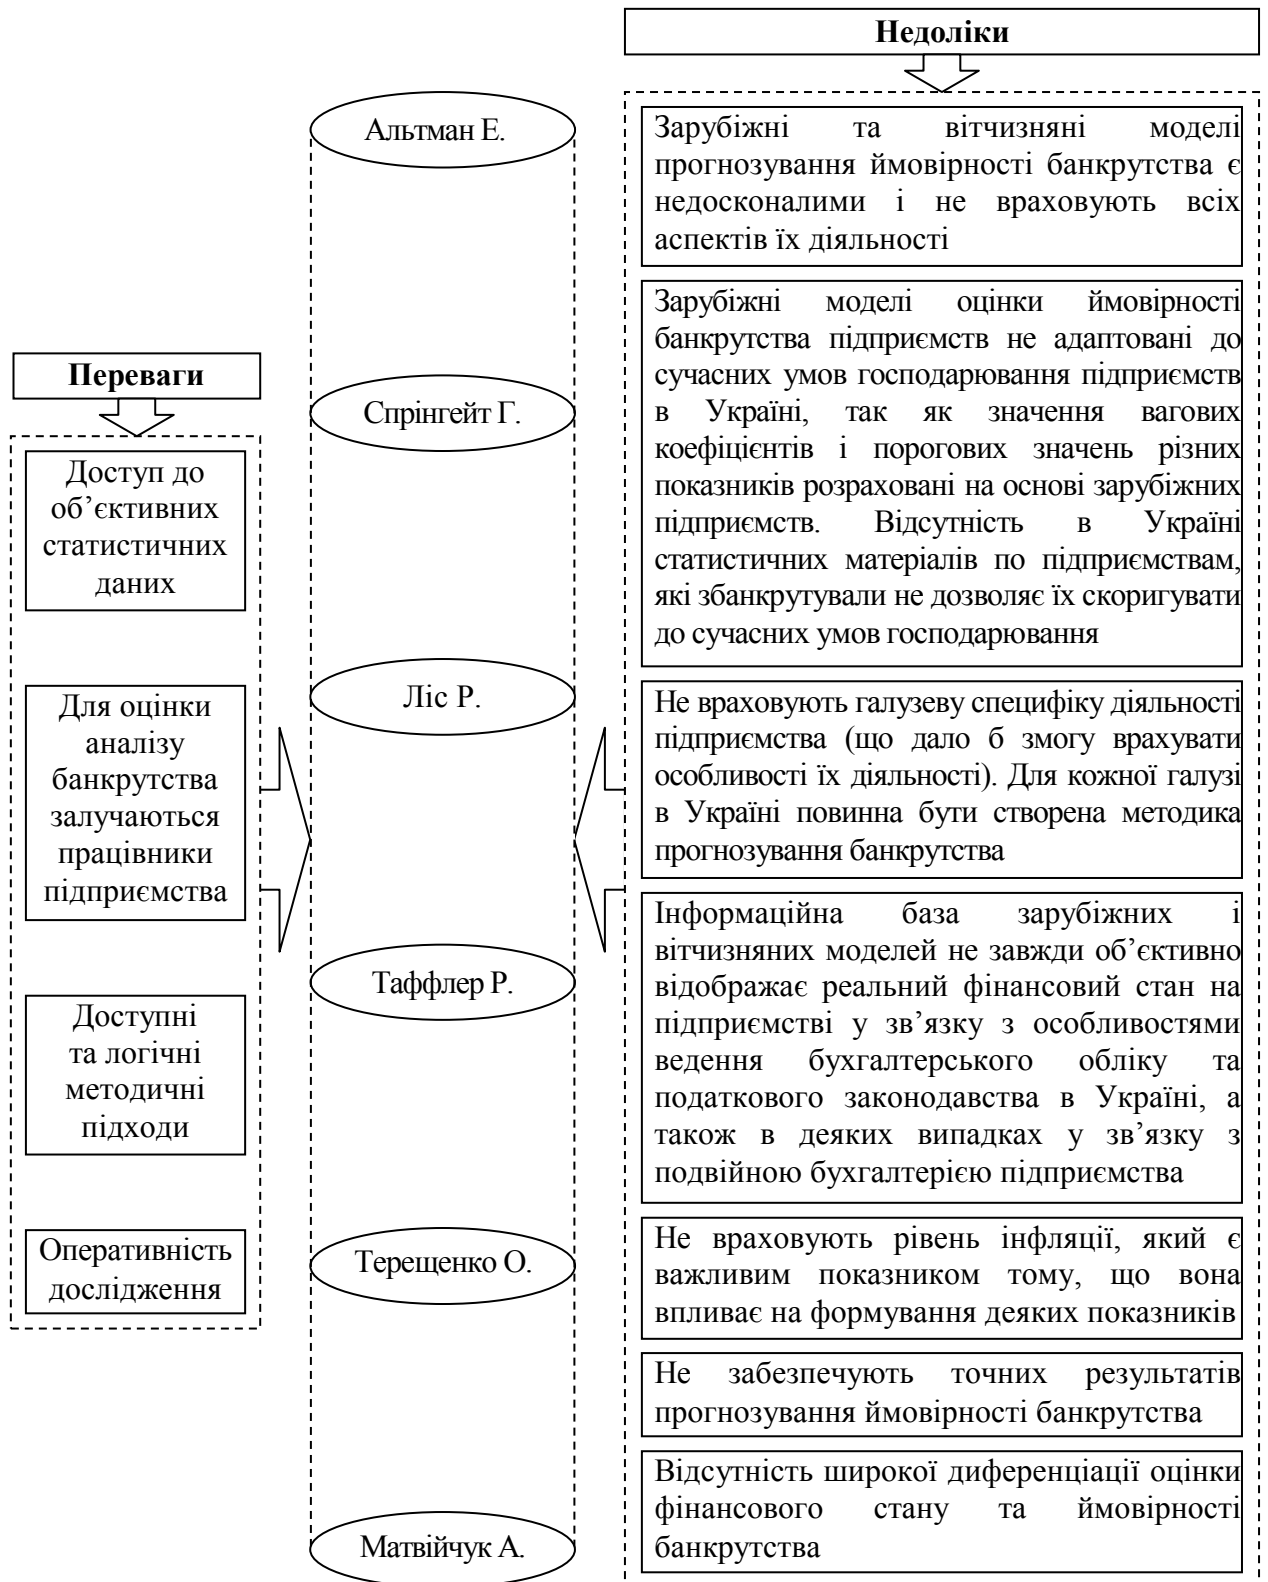 Недоліки
Альтман Е.
Спрінгейт Г.
Ліс Р.
Таффлер Р.
Терещенко О.
Матвійчук А.
Переваги
Доступ до
об’єктивних
статистичних
даних
Для оцінки
аналізу
банкрутства
залучаються
працівники
підприємства
Доступні
та логічні
методичні
підходи
Оперативність
дослідження
Зарубіжні та вітчизняні моделі
прогнозування ймовірності банкрутства є
недосконалими і не враховують всіх
аспектів їх діяльності
Зарубіжні моделі оцінки ймовірності
банкрутства підприємств не адаптовані до
сучасних умов господарювання підприємств
в Україні, так як значення вагових
коефіцієнтів і порогових значень різних
показників розраховані на основі зарубіжних
підприємств. Відсутність в Україні
статистичних матеріалів по підприємствам,
які збанкрутували не дозволяє їх скоригувати
до сучасних умов господарювання
Не враховують галузеву специфіку діяльності
підприємства (що дало б змогу врахувати
особливості їх діяльності). Для кожної галузі
в Україні повинна бути створена методика
прогнозування банкрутства
Інформаційна база зарубіжних і
вітчизняних моделей не завжди об’єктивно
відображає реальний фінансовий стан на
підприємстві у зв’язку з особливостями
ведення бухгалтерського обліку та
податкового законодавства в Україні, а
також в деяких випадках у зв’язку з
подвійною бухгалтерією підприємства
Не враховують рівень інфляції, який є
важливим показником тому, що вона
впливає на формування деяких показників
Не забезпечують точних результатів
прогнозування ймовірності банкрутства
Відсутність широкої диференціації оцінки
фінансового стану та ймовірності
банкрутства